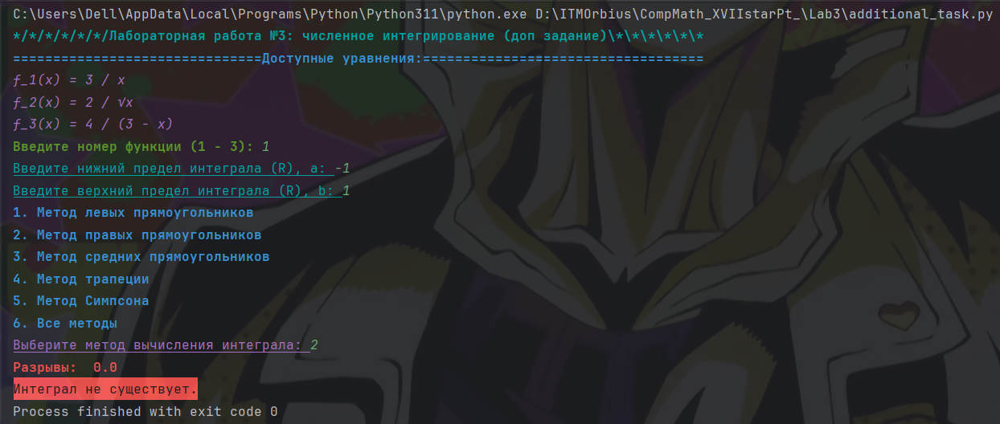 C:\Users\Dell\AppData\Local\Programs\Python\Python311\python.exe D:\ITMOrbius\CompMath_XVIIstarPt_\Lab3\additional_task.py
*/*/*/*/*/*/Лабораторная работа №3: численное интегрирование (доп задание)\*\*\*\*\*\*
===============================Доступные уравнения:===================================
ƒ_1(x) = 3 / x
ƒ_2(x) = 2 / √x
ƒ_3(x) = 4 / (3 - x)
Введите номер функции (1 - 3): 1
Введите нижний предел интеграла (R), a: -1
Введите верхний предел интеграла (R), b: 1
1. Метод левых прямоугольников
2. Метод правых прямоугольников
3. Метод средних прямоугольников
4. Метод трапеции
5. Метод Симпсона
6. Все методы
Выберите метод вычисления интеграла: 2
Разрывы:  0.0
Интеграл не существует.
Process finished with exit code 0